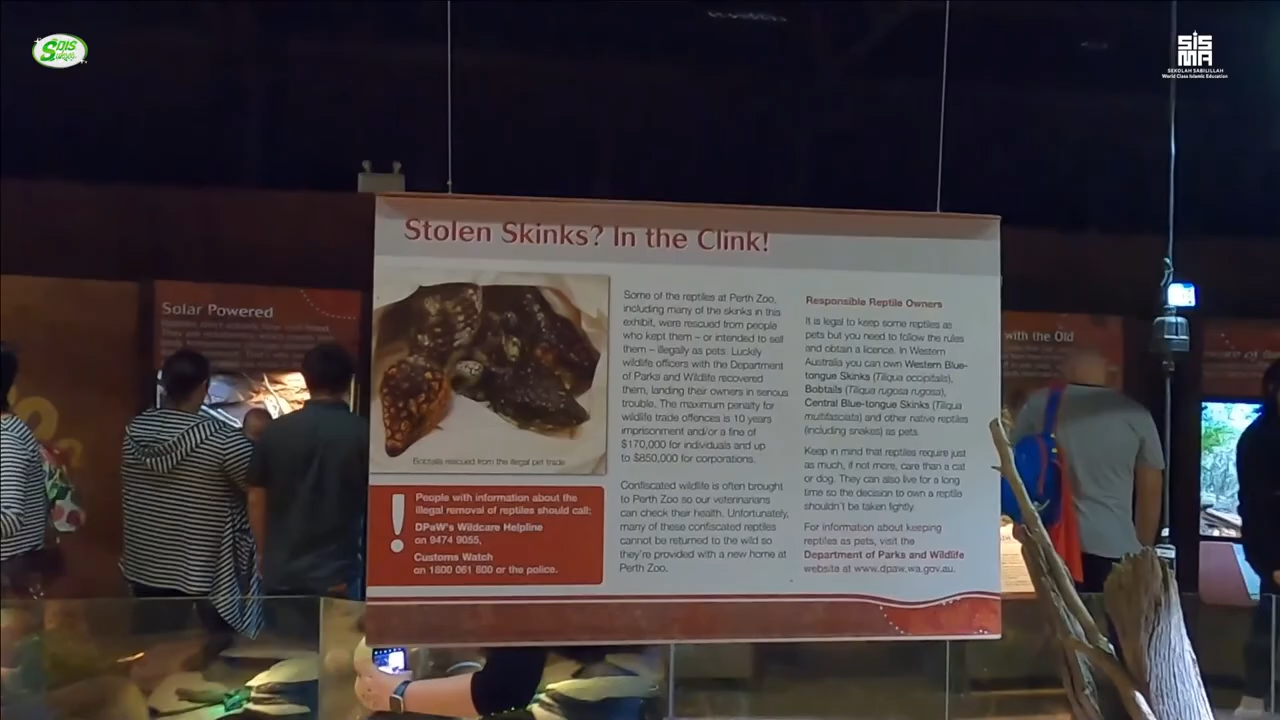 SDIS
SISMA
SEKOLAH SABILILLAH
World Class Islamic Education
Stolen Skinks? In the Clink!
Solar Powered
with the Old
Some of the reptiles at Perth Zoo,
including many of the skinks in this
exhibit, were rescued from people
who kept them – or intended to sell
them – illegally as pets. Luckily
wildlife officers with the Department
of Parks and Wildlife recovered
them, landing their owners in serious
trouble. The maximum penalty for
wildlife trade offences is 10 years
imprisonment and/or a fine of
$170,000 for individuals and up
to $850,000 for corporations.
Confiscated wildlife is often brought
to Perth Zoo so our veterinarians
can check their health. Unfortunately,
many of these confiscated reptiles
cannot be returned to the wild so
they're provided with a new home at
Perth Zoo.
Bobtails rescued from the illegal pet trade
! People with information about the
illegal removal of reptiles should call:
DPaW's Wildcare Helpline
on 9474 9055,
Customs Watch
on 1800 061 800 or the police.
Responsible Reptile Owners
It is legal to keep some reptiles as
pets but you need to follow the rules
and obtain a licence. In Western
Australia you can own Western Blue-
tongue Skinks (Tiliqua occipitalis),
Bobtails (Tiliqua rugosa rugosa),
Central Blue-tongue Skinks (Tiliqua
multifasciata) and other native reptiles
(including snakes) as pets.
Keep in mind that reptiles require just
as much, if not more, care than a cat
or dog. They can also live for a long
time so the decision to own a reptile
shouldn't be taken lightly.
For information about keeping
reptiles as pets, visit the
Department of Parks and Wildlife
website at www.dpaw.wa.gov.au.